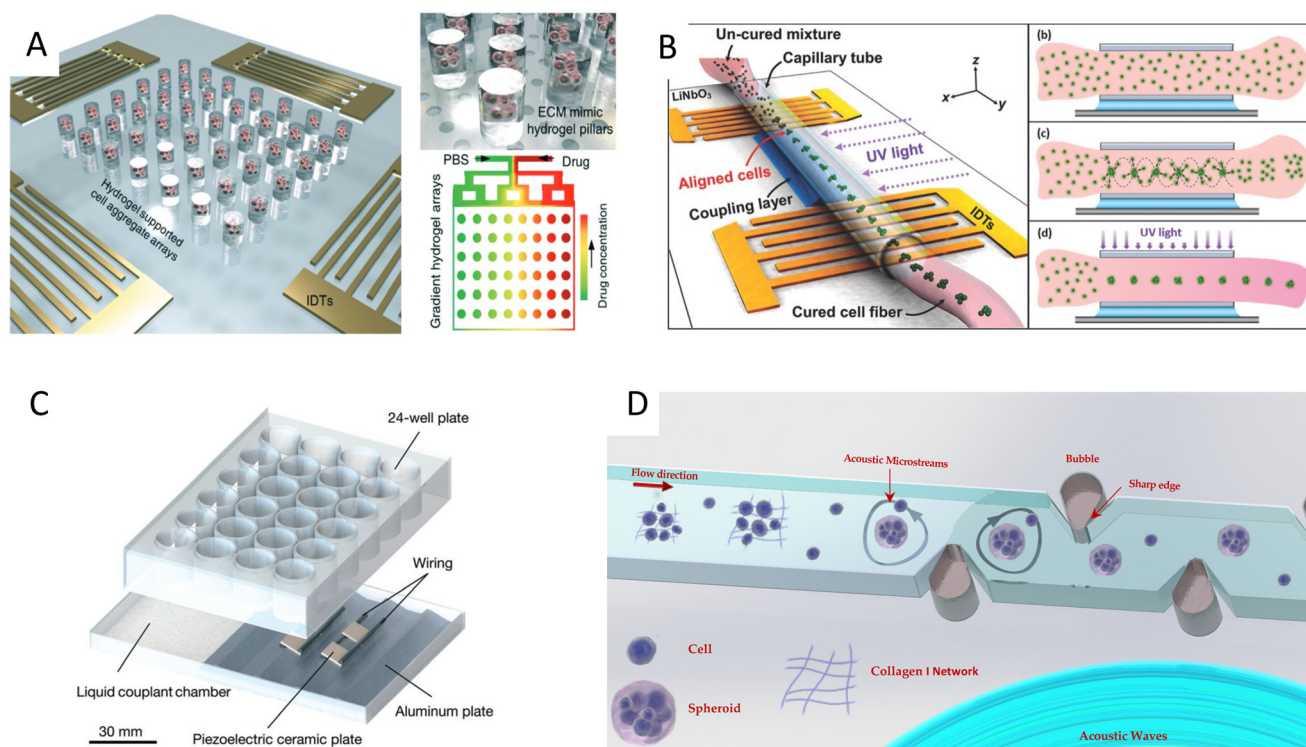 A
Hydrogel supported
cell aggregate arrays
IDTs
ECM mimic
hydrogel pillars
PBS
Drug
Gradient hydrogel arrays
Drug concentration
B
Un-cured mixture
Capillary tube
LiNbO₃
z
x
y
UV light
Aligned cells
Coupling layer
IDTs
Cured cell fiber
(b)
(c)
(d)
UV light
C
24-well plate
Wiring
Liquid couplant chamber
Aluminum plate
Piezoelectric ceramic plate
30 mm
D
Flow direction
Acoustic Microstreams
Bubble
Sharp edge
Cell
Collagen I Network
Spheroid
Acoustic Waves